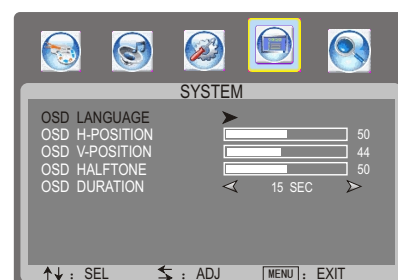 SYSTEM
OSD LANGUAGE
OSD H-POSITION 50
OSD V-POSITION 44
OSD HALFTONE 50
OSD DURATION 15 SEC
: SEL : ADJ MENU : EXIT